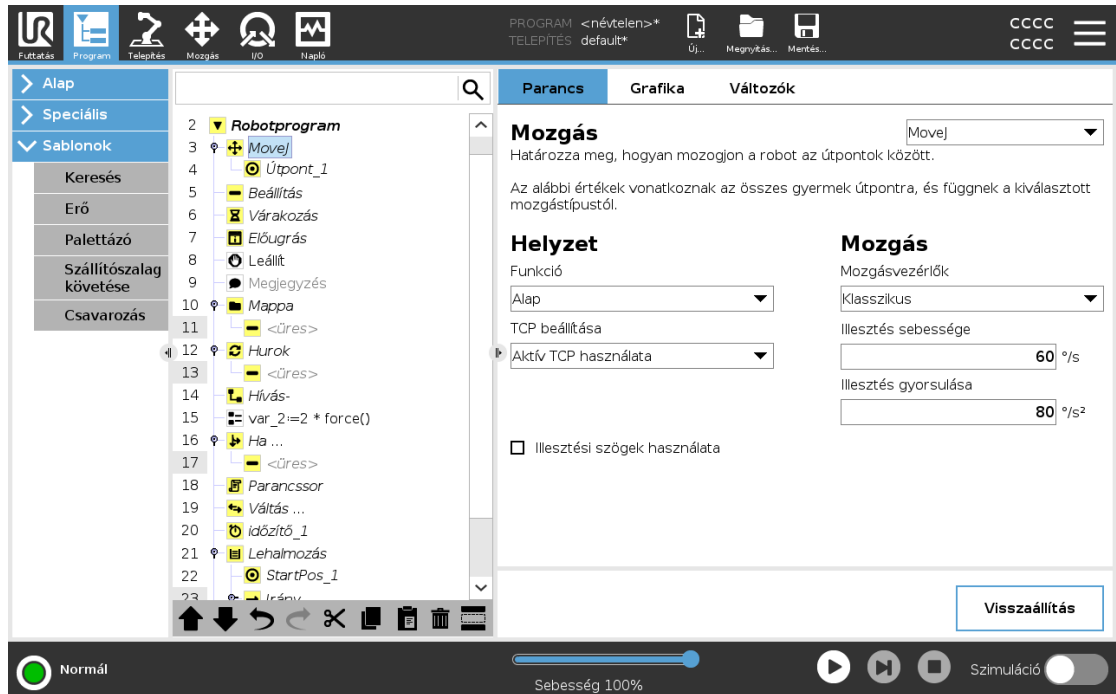 PROGRAM <névtelen>*
TELEPÍTÉS default*
Futtatás
Program
Telepítés
Mozgás
I/O
Napló
Új...
Megnyitás...
Mentés...
CCCC
CCCC
Alap
Speciális
Sablonok
Keresés
Erő
Palettázó
Szállítószalag
követése
Csavarozás
2 Robotprogram
3 MoveJ
4 Útpont_1
5 Beállítás
6 Várakozás
7 Előugrás
8 Leállít
9 Megjegyzés
10 Mappa
11 <üres>
12 Hurok
13 <üres>
14 Hívás-
15 var_2:=2 * force()
16 Ha ...
17 <üres>
18 Parancssor
19 Váltás ...
20 időzítő_1
21 Lehalmozás
22 StartPos_1
23 Irány
Parancs
Grafika
Változók
Mozgás
MoveJ
Határozza meg, hogyan mozogjon a robot az útpontok között.
Az alábbi értékek vonatkoznak az összes gyermek útpontra, és függnek a kiválasztott
mozgástípustól.
Helyzet
Funkció
Alap
TCP beállítása
Aktív TCP használata
Illesztési szögek használata
Mozgás
Mozgásvezérlők
Klasszikus
Illesztés sebessége
60 °/s
Illesztés gyorsulása
80 °/s²
Visszaállítás
Normál
Sebesség 100%
Szimuláció